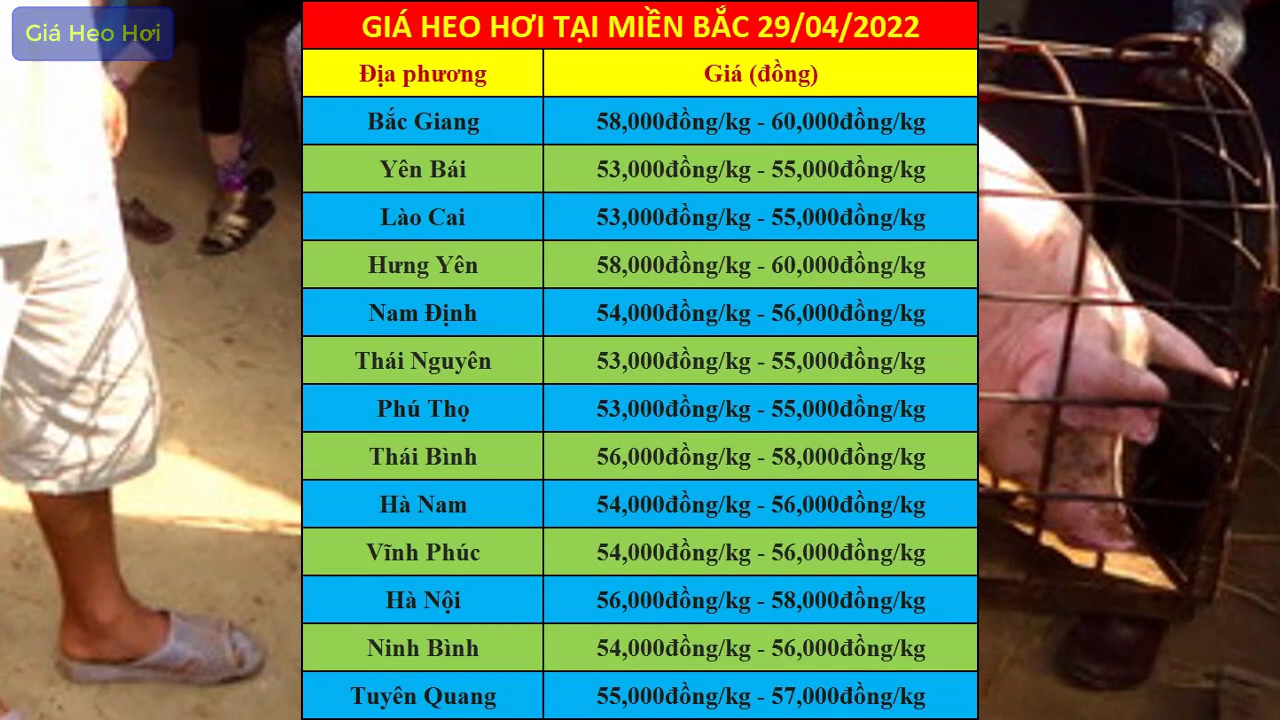 Giá Heo Hơi
GIÁ HEO HƠI TẠI MIỀN BẮC 29/04/2022
Địa phương Giá (đồng)
Bắc Giang 58,000đồng/kg - 60,000đồng/kg
Yên Bái 53,000đồng/kg - 55,000đồng/kg
Lào Cai 53,000đồng/kg - 55,000đồng/kg
Hưng Yên 58,000đồng/kg - 60,000đồng/kg
Nam Định 54,000đồng/kg - 56,000đồng/kg
Thái Nguyên 53,000đồng/kg - 55,000đồng/kg
Phú Thọ 53,000đồng/kg - 55,000đồng/kg
Thái Bình 56,000đồng/kg - 58,000đồng/kg
Hà Nam 54,000đồng/kg - 56,000đồng/kg
Vĩnh Phúc 54,000đồng/kg - 56,000đồng/kg
Hà Nội 56,000đồng/kg - 58,000đồng/kg
Ninh Bình 54,000đồng/kg - 56,000đồng/kg
Tuyên Quang 55,000đồng/kg - 57,000đồng/kg